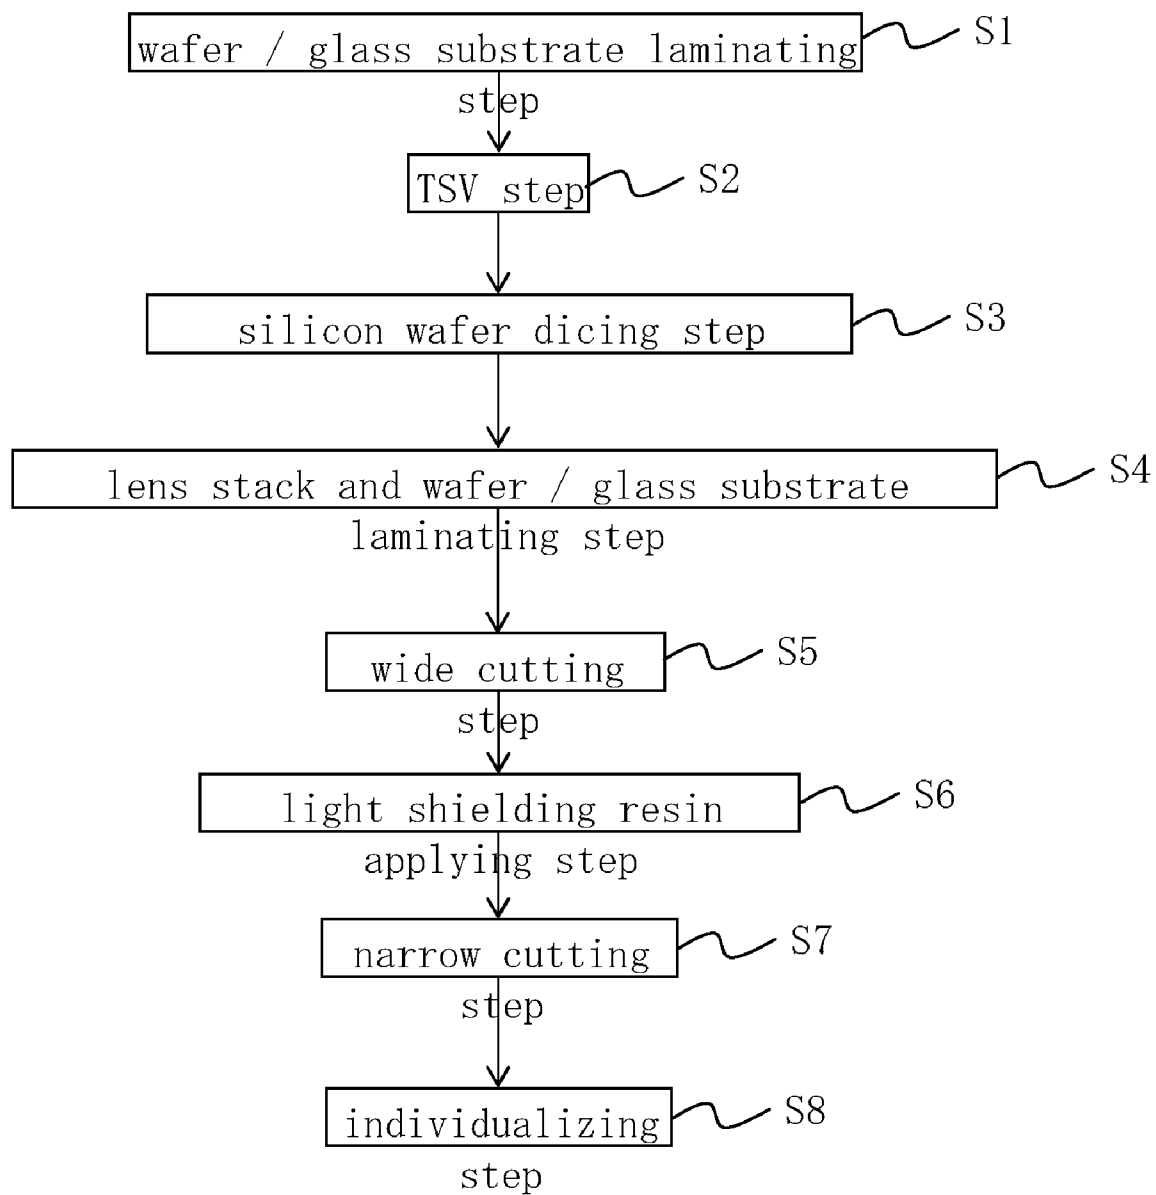 wafer / glass substrate laminating
step
S1
TSV step
S2
silicon wafer dicing step
S3
lens stack and wafer / glass substrate
laminating step
S4
wide cutting
step
S5
light shielding resin
applying step
S6
narrow cutting
step
S7
individualizing
step
S8